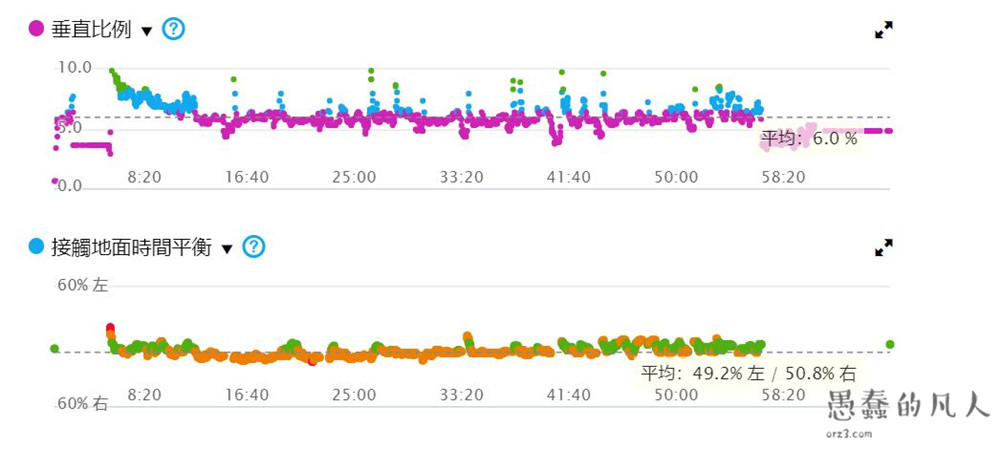 垂直比例 ?
10.0
5.0
平均: 6.0 %
0.0
8:20 16:40 25:00 33:20 41:40 50:00 58:20
接觸地面時間平衡 ?
60% 左
平均: 49.2% 左 / 50.8% 右
60% 右
8:20 16:40 25:00 33:20 41:40 50:00 58:20
愚蠢的凡人
orz3.com